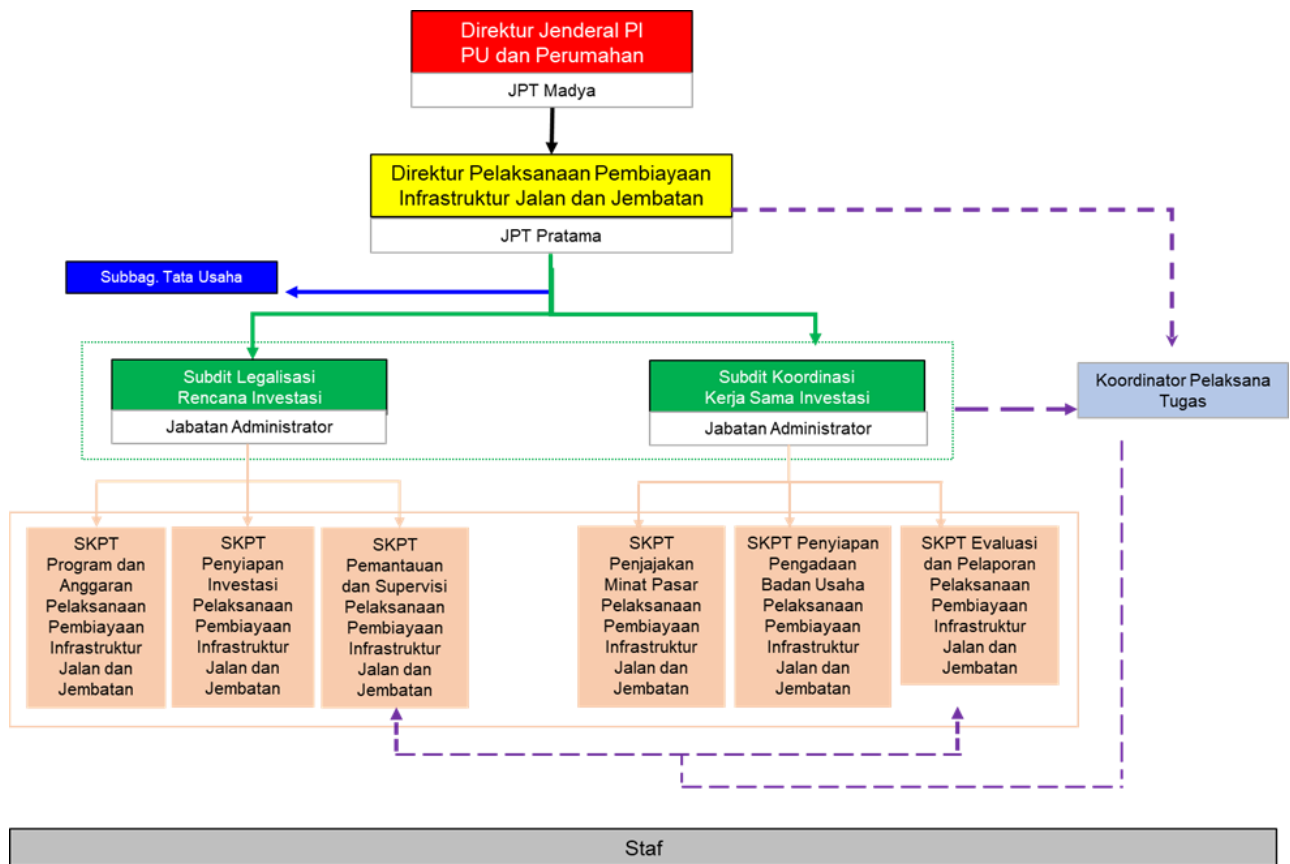 Direktur Jenderal PI
PU dan Perumahan
JPT Madya
Direktur Pelaksanaan Pembiayaan
Infrastruktur Jalan dan Jembatan
JPT Pratama
Subbag. Tata Usaha
Subdit Legalisasi
Rencana Investasi
Jabatan Administrator
Subdit Koordinasi
Kerja Sama Investasi
Jabatan Administrator
Koordinator Pelaksana
Tugas
SKPT
Program dan
Anggaran
Pelaksanaan
Pembiayaan
Infrastruktur
Jalan dan
Jembatan
SKPT
Penyiapan
Investasi
Pelaksanaan
Pembiayaan
Infrastruktur
Jalan dan
Jembatan
SKPT
Pemantauan
dan Supervisi
Pelaksanaan
Pembiayaan
Infrastruktur
Jalan dan
Jembatan
SKPT
Penjajakan
Minat Pasar
Pelaksanaan
Pembiayaan
Infrastruktur
Jalan dan
Jembatan
SKPT Penyiapan
Pengadaan
Badan Usaha
Pelaksanaan
Pembiayaan
Infrastruktur
Jalan dan
Jembatan
SKPT Evaluasi
dan Pelaporan
Pelaksanaan
Pembiayaan
Infrastruktur
Jalan dan
Jembatan
Staf